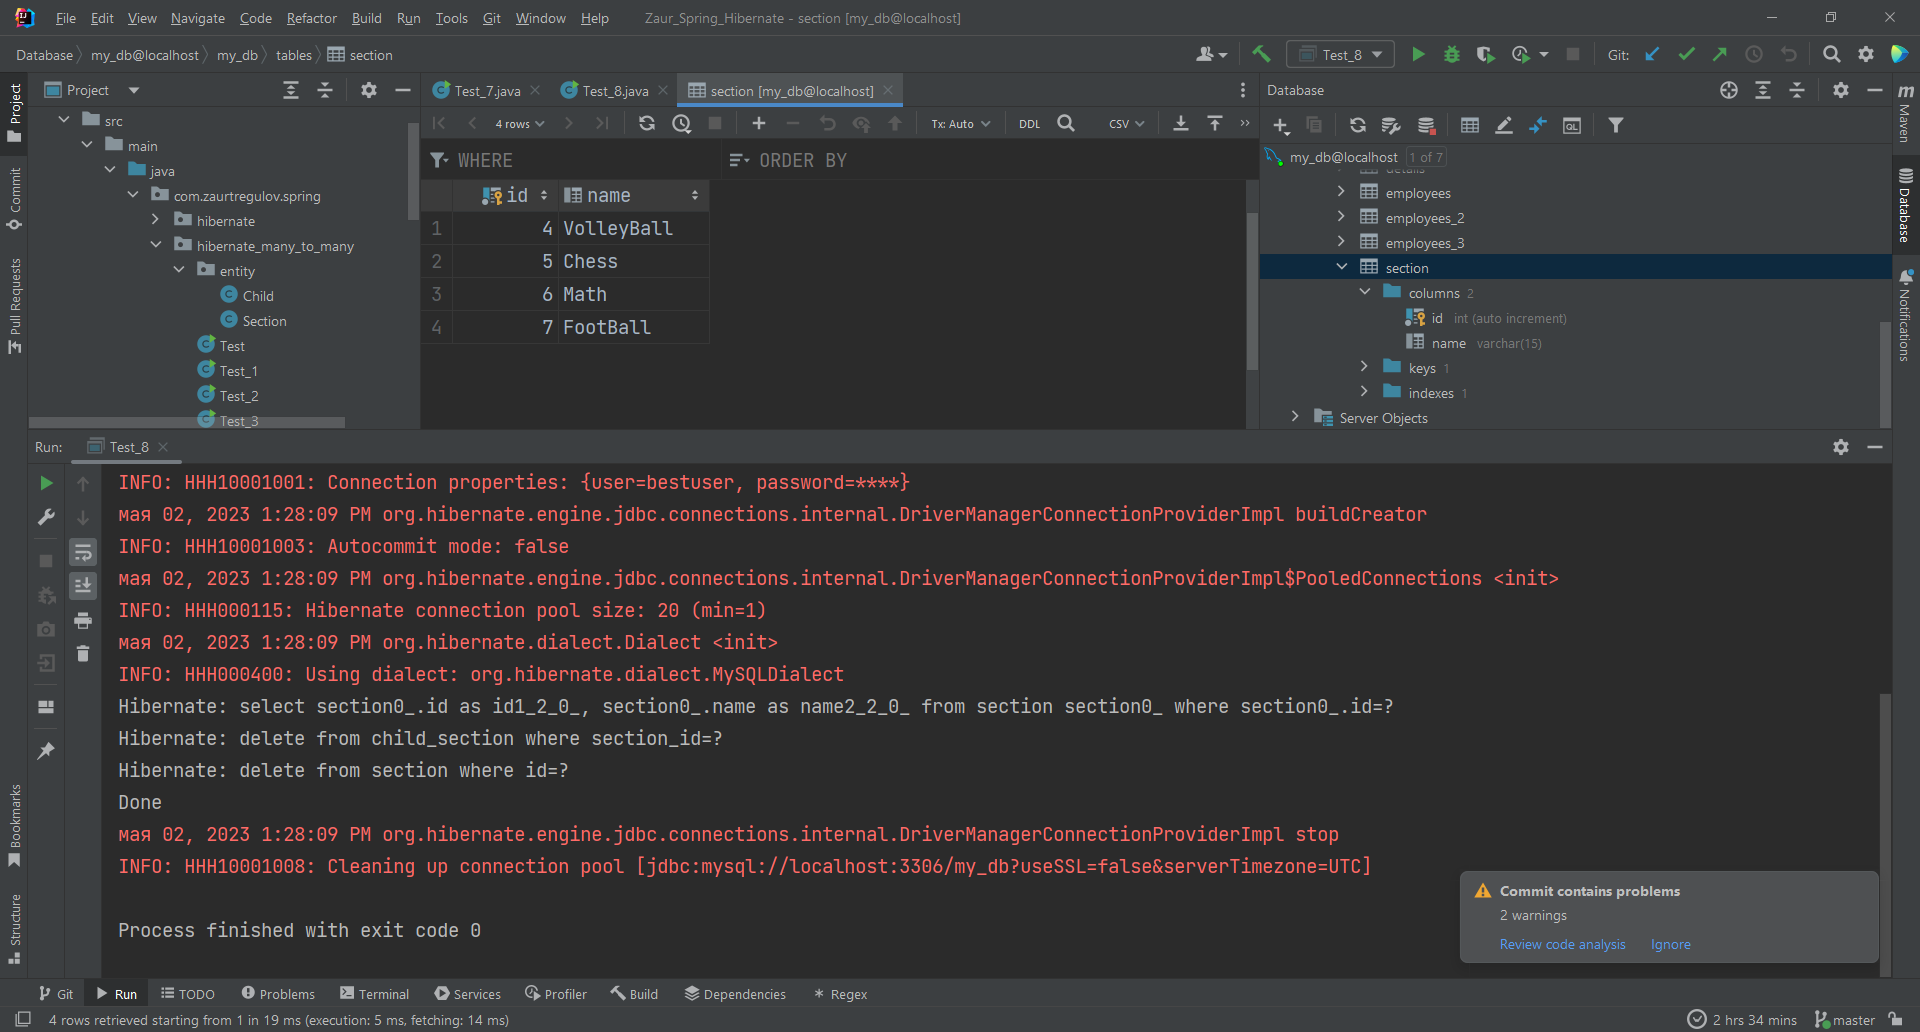 File Edit View Navigate Code Refactor Build Run Tools Git Window Help Zaur_Spring_Hibernate - section [my_db@localhost]
Database my_db@localhost my_db tables section
Test_8
Git:
Project
Test_7.java
Test_8.java
section [my_db@localhost]
Database
4 rows
Tx: Auto
DDL
CSV
WHERE
ORDER BY
id name
1 4 VolleyBall
2 5 Chess
3 6 Math
4 7 FootBall
src
main
java
com.zaurtregulov.spring
hibernate
hibernate_many_to_many
entity
Child
Section
Test
Test_1
Test_2
Test_3
my_db@localhost 1 of 7
details
employees
employees_2
employees_3
section
columns 2
id int (auto increment)
name varchar(15)
keys 1
indexes 1
Server Objects
Project
Commit
Pull Requests
Bookmarks
Structure
m
Maven
Database
Notifications
Run: Test_8
INFO: HHH10001001: Connection properties: {user=bestuser, password=****}
мая 02, 2023 1:28:09 PM org.hibernate.engine.jdbc.connections.internal.DriverManagerConnectionProviderImpl buildCreator
INFO: HHH10001003: Autocommit mode: false
мая 02, 2023 1:28:09 PM org.hibernate.engine.jdbc.connections.internal.DriverManagerConnectionProviderImpl$PooledConnections <init>
INFO: HHH000115: Hibernate connection pool size: 20 (min=1)
мая 02, 2023 1:28:09 PM org.hibernate.dialect.Dialect <init>
INFO: HHH000400: Using dialect: org.hibernate.dialect.MySQLDialect
Hibernate: select section0_.id as id1_2_0_, section0_.name as name2_2_0_ from section section0_ where section0_.id=?
Hibernate: delete from child_section where section_id=?
Hibernate: delete from section where id=?
Done
мая 02, 2023 1:28:09 PM org.hibernate.engine.jdbc.connections.internal.DriverManagerConnectionProviderImpl stop
INFO: HHH10001008: Cleaning up connection pool [jdbc:mysql://localhost:3306/my_db?useSSL=false&serverTimezone=UTC]
Process finished with exit code 0
Commit contains problems
2 warnings
Review code analysis Ignore
Git Run TODO Problems Terminal Services Profiler Build Dependencies Regex
4 rows retrieved starting from 1 in 19 ms (execution: 5 ms, fetching: 14 ms)
2 hrs 34 mins master